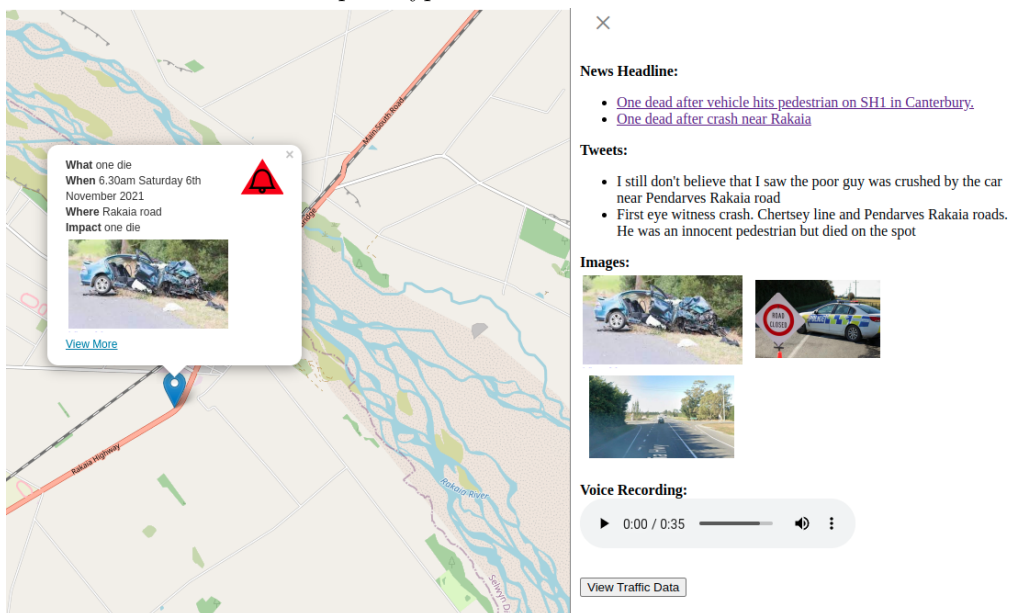 Main South Road
bridge
×
What one die
When 6.30am Saturday 6th
November 2021
Where Rakaia road
Impact one die
View More
Rakaia Highway
Rakaia River
Selwyn D
×
News Headline:
• One dead after vehicle hits pedestrian on SH1 in Canterbury.
• One dead after crash near Rakaia
Tweets:
• I still don't believe that I saw the poor guy was crushed by the car
near Pendarves Rakaia road
• First eye witness crash. Chertsey line and Pendarves Rakaia roads.
He was an innocent pedestrian but died on the spot
Images:
ROAD
CLOSED
Voice Recording:
0:00 / 0:35
View Traffic Data